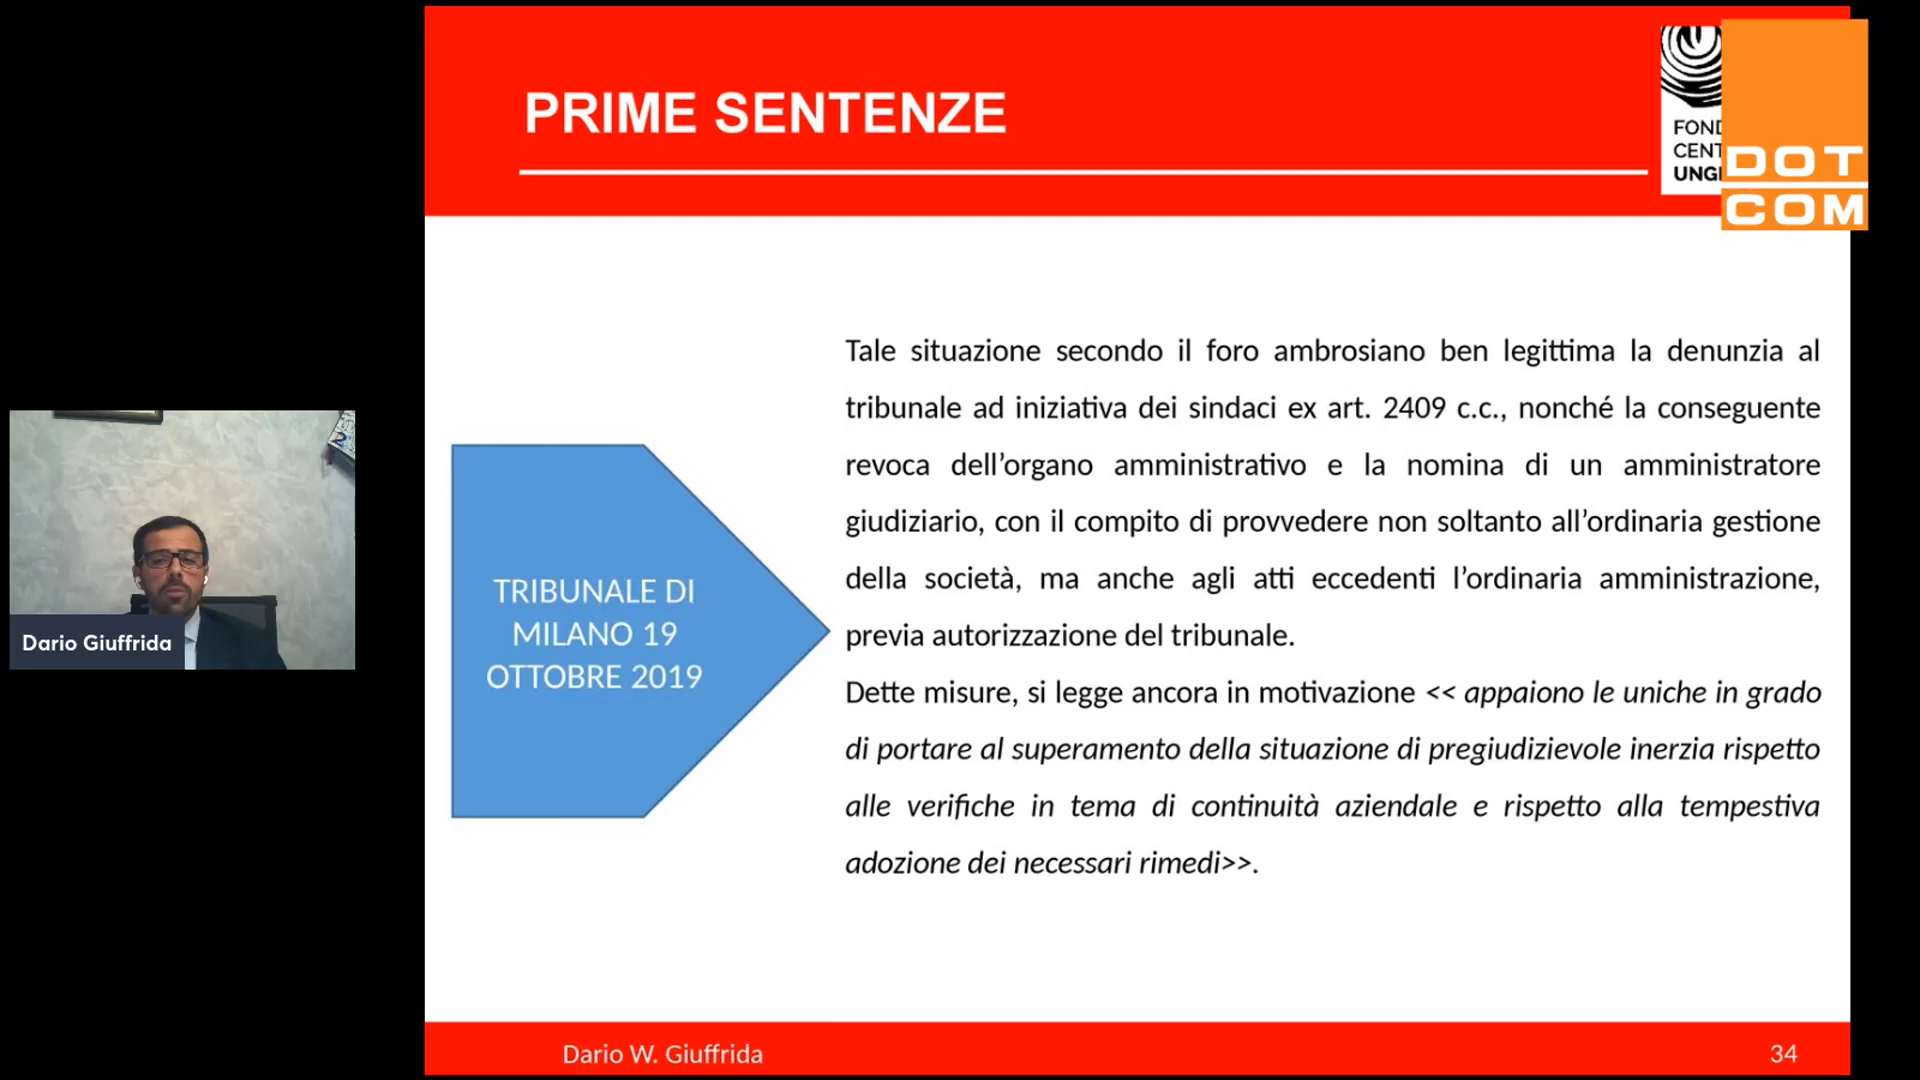 PRIME SENTENZE
FOND
CENT
DOT
COM
Tale situazione secondo il foro ambrosiano ben legittima la denunzia al
tribunale ad iniziativa dei sindaci ex art. 2409 c.c., nonché la conseguente
revoca dell’organo amministrativo e la nomina di un amministratore
giudiziario, con il compito di provvedere non soltanto all’ordinaria gestione
della società, ma anche agli atti eccedenti l’ordinaria amministrazione,
previa autorizzazione del tribunale.
Dette misure, si legge ancora in motivazione << appaiono le uniche in grado
di portare al superamento della situazione di pregiudizievole inerzia rispetto
alle verifiche in tema di continuità aziendale e rispetto alla tempestiva
adozione dei necessari rimedi>>.
TRIBUNALE DI
MILANO 19
OTTOBRE 2019
Dario Giuffrida
Dario W. Giuffrida
34